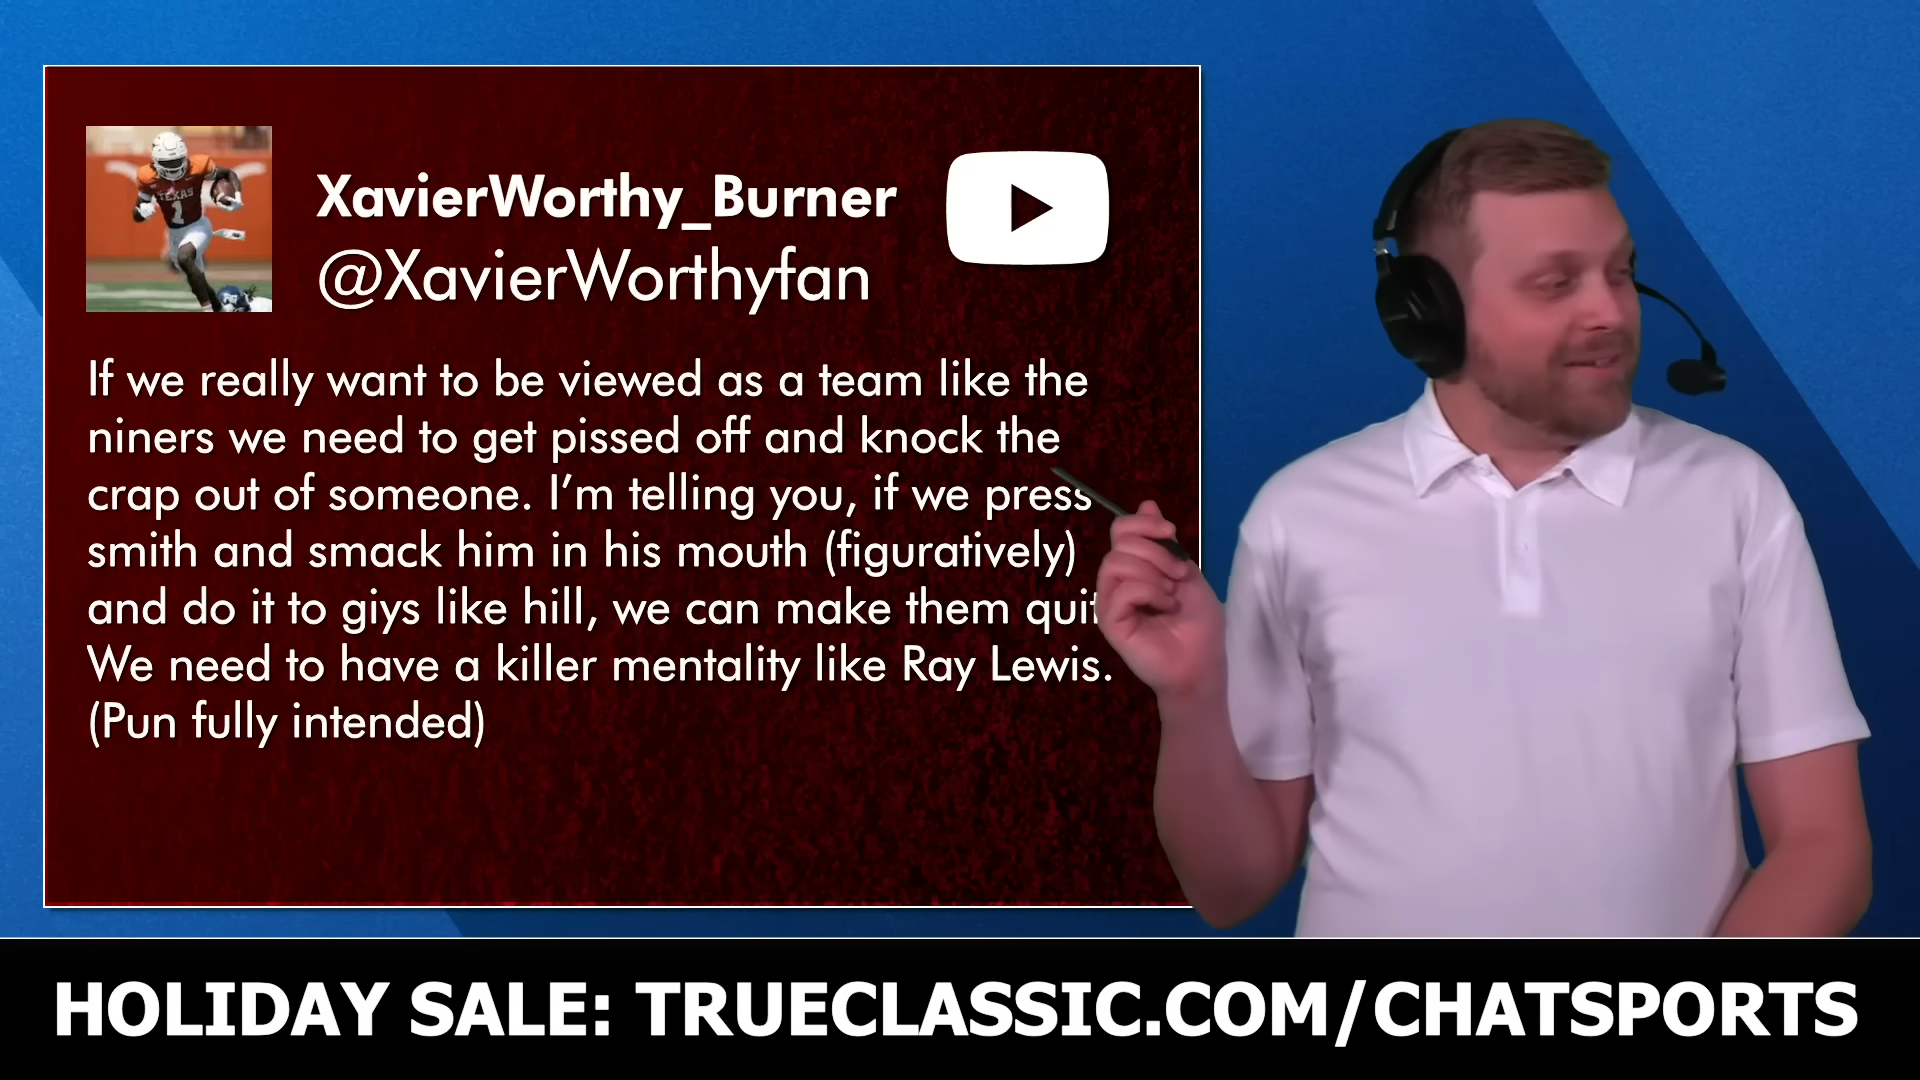 XavierWorthy_Burner
@XavierWorthyfan
If we really want to be viewed as a team like the
niners we need to get pissed off and knock the
crap out of someone. I'm telling you, if we press
smith and smack him in his mouth (figuratively)
and do it to giys like hill, we can make them quit
We need to have a killer mentality like Ray Lewis.
(Pun fully intended)
TEXAS
1
HOLIDAY SALE: TRUECLASSIC.COM/CHATSPORTS